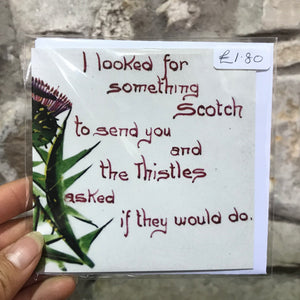 £1.80
I looked for
something
Scotch
to send you
and
the Thistles
asked
if they would do.